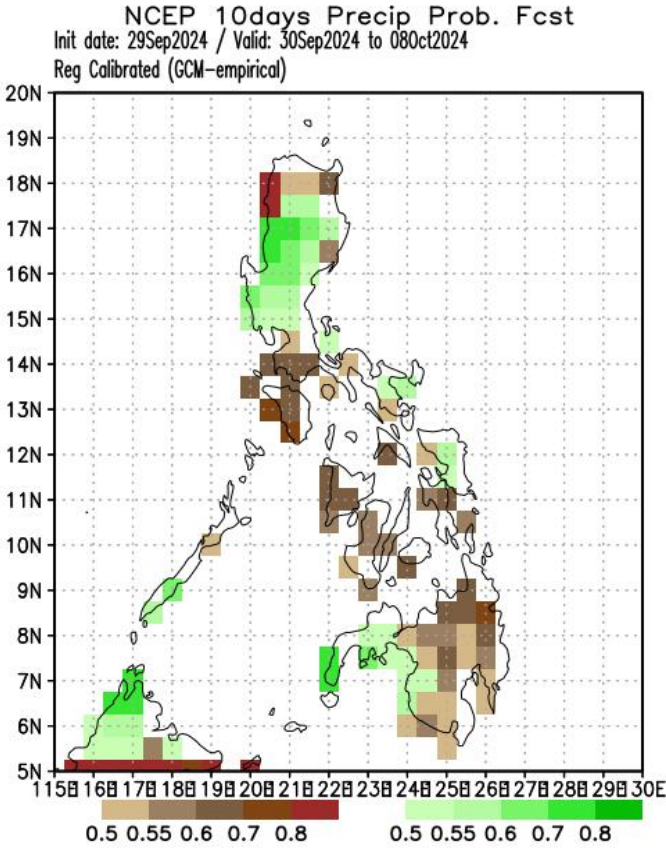 NCEP 10days Precip Prob. Fcst
Init date: 29Sep2024 / Valid: 30Sep2024 to 08Oct2024
Reg Calibrated (GCM-empirical)
20N
19N
18N
17N
16N
15N
14N
13N
12N
11N
10N
9N
8N
7N
6N
5N
115E 116E 117E 118E 119E 120E 121E 122E 123E 124E 125E 126E 127E 128E 129E 130E
0.5 0.55 0.6 0.7 0.8 0.5 0.55 0.6 0.7 0.8